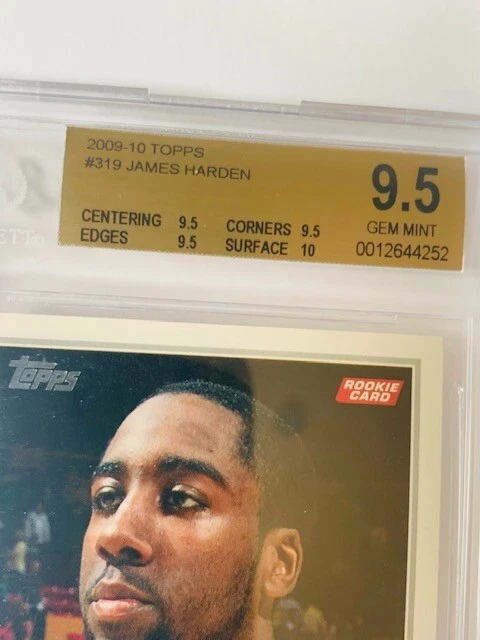 2009-10 TOPPS
#319 JAMES HARDEN
9.5
GEM MINT
0012644252
CENTERING 9.5 CORNERS 9.5
EDGES 9.5 SURFACE 10
TOPPS
ROOKIE
CARD